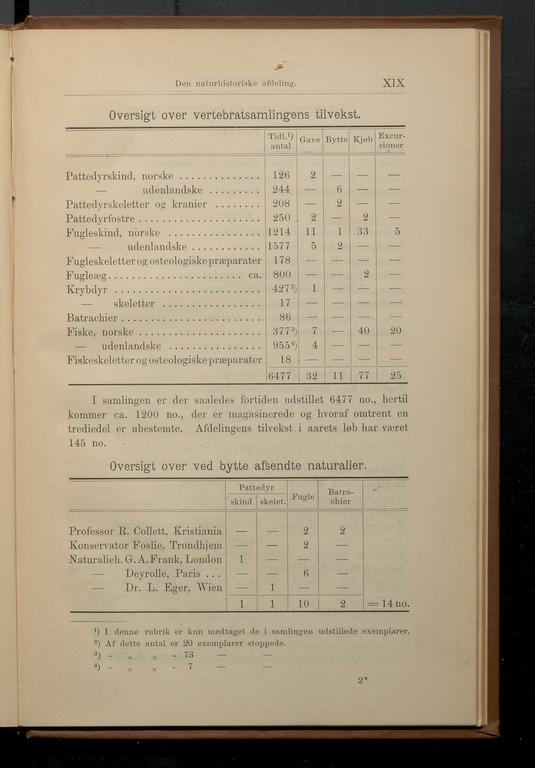 Den naturhistoriske afdeling. XIX
Oversigt over vertebratsamlingens tilvekst.
Tidl.¹) antal Gave Bytte Kjøb Excursioner
Pattedyrskind, norske . . . . . . . . . . . . . . 126 2 — — —
— udenlandske . . . . . . . . . 244 — 6 — —
Pattedyrskeletter og kranier . . . . . . . . 208 — 2 — —
Pattedyrfostre . . . . . . . . . . . . . . . . . . . . 250 2 — 2 —
Fugleskind, norske . . . . . . . . . . . . . . . . 1214 11 1 33 5
— udenlandske . . . . . . . . . . . . 1577 5 2 — —
Fugleskeletter og osteologiske præparater 178 — — — —
Fugleæg . . . . . . . . . . . . . . . . . . . . . . . ca. 800 — — 2 —
Krybdyr . . . . . . . . . . . . . . . . . . . . . . . . . 427²) 1 — — —
— skeletter . . . . . . . . . . . . . . . . . 17 — — — —
Batrachier . . . . . . . . . . . . . . . . . . . . . . . . 86 — — — —
Fiske, norske . . . . . . . . . . . . . . . . . . . . . 377³) 7 — 40 20
— udenlandske . . . . . . . . . . . . . . . . 955⁴) 4 — — —
Fiskeskeletter og osteologiske præparater 18 — — — —
6477 32 11 77 25
I samlingen er der saaledes fortiden udstillet 6477 no., hertil
kommer ca. 1200 no., der er magasinerede og hvoraf omtrent en
trediedel er ubestemte. Afdelingens tilvekst i aarets løb har været
145 no.
Oversigt over ved bytte afsendte naturalier.
Pattedyr
skind skelet. Fugle Batrachier
Professor R. Collett, Kristiania — — 2 2
Konservator Foslie, Trondhjem — — 2 —
Naturalieh. G. A. Frank, London 1 — — —
— Deyrolle, Paris . . . — — 6 —
— Dr. L. Eger, Wien — 1 — —
1 1 10 2 = 14 no.
¹) I denne rubrik er kun medtaget de i samlingen udstillede exemplarer.
²) Af dette antal er 20 exemplarer stoppede.
³) - „ „ - 73 — —
⁴) - „ „ - 7 — —
2*